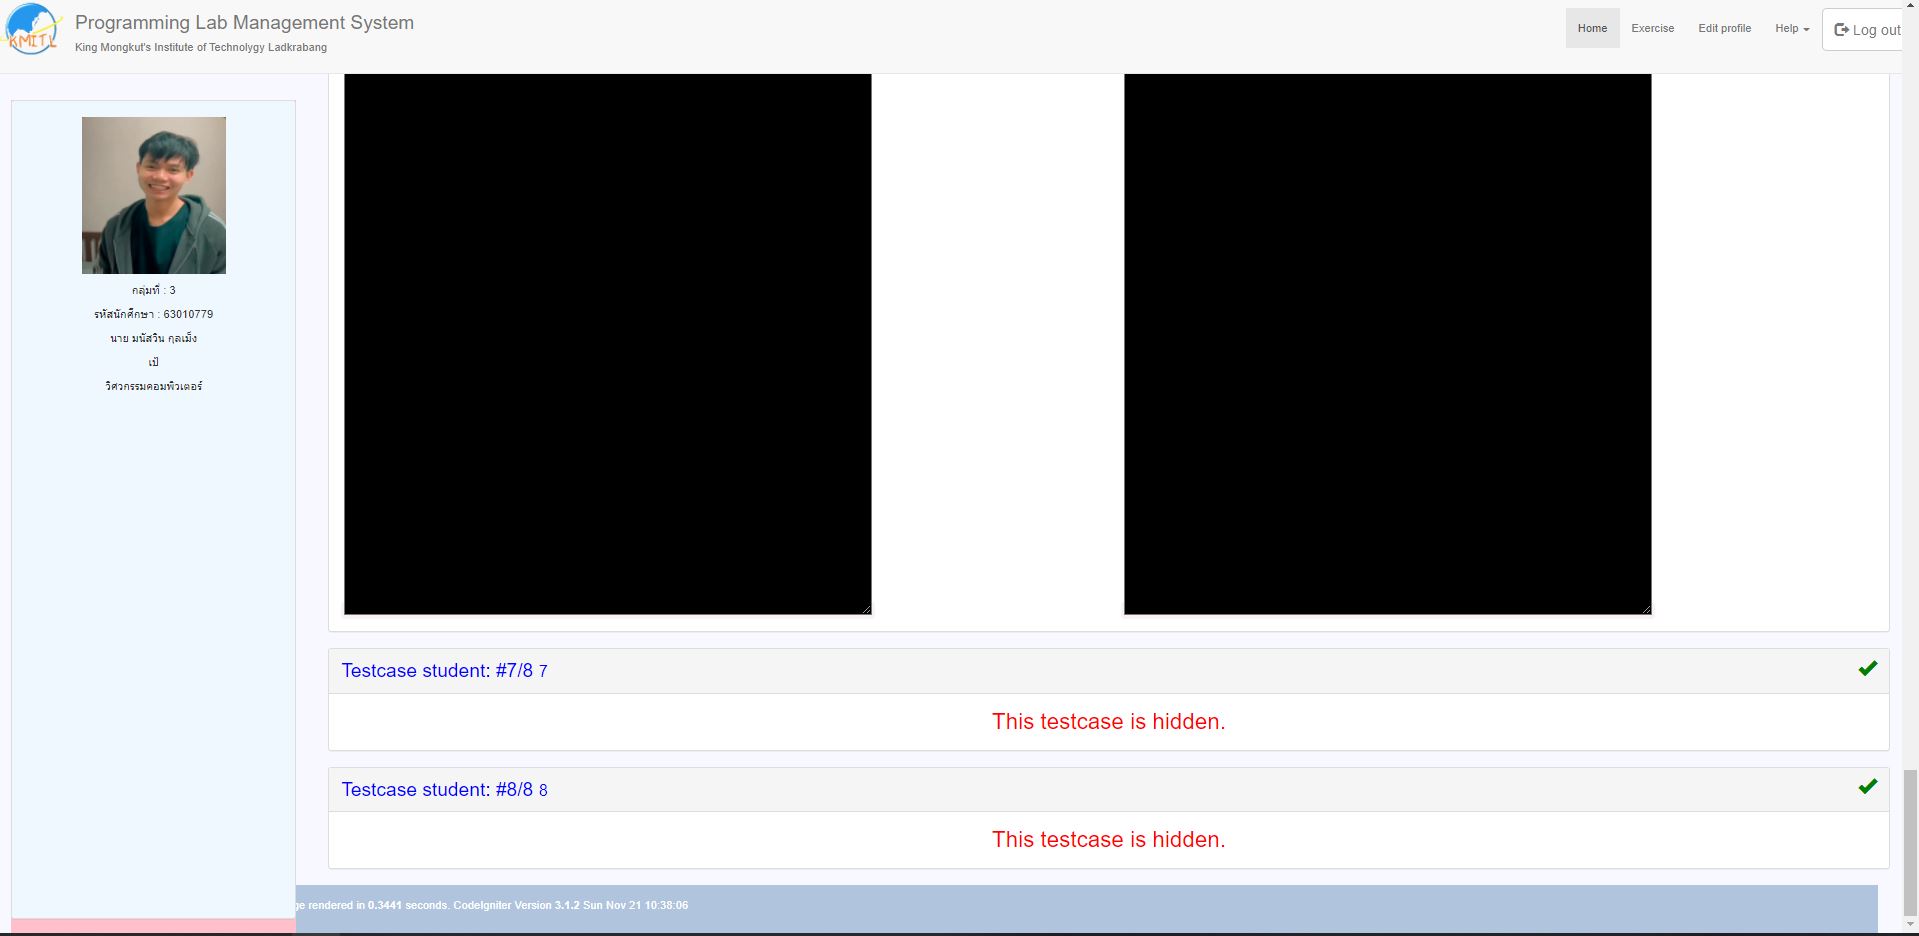 KMITL
Programming Lab Management System
King Mongkut's Institute of Technolygy Ladkrabang
Home
Exercise
Edit profile
Help
Log out
กลุ่มที่ : 3
รหัสนักศึกษา : 63010779
นาย มนัสวิน กุลเม็ง
เป้
วิศวกรรมคอมพิวเตอร์
Testcase student: #7/8 7
This testcase is hidden.
Testcase student: #8/8 8
This testcase is hidden.
ge rendered in 0.3441 seconds. CodeIgniter Version 3.1.2 Sun Nov 21 10:38:06